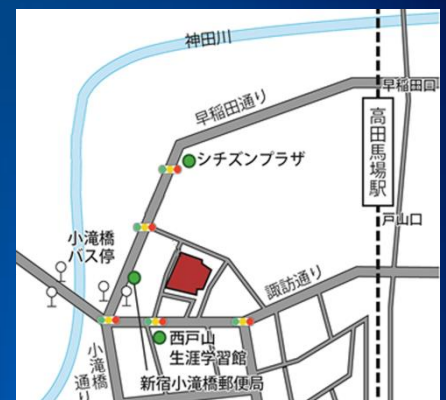 神田川
早稲田通り
早稲田口
高田馬場駅
シチズンプラザ
戸山口
小滝橋
バス停
諏訪通り
西戸山
生涯学習館
小滝橋
通り
新宿小滝橋郵便局